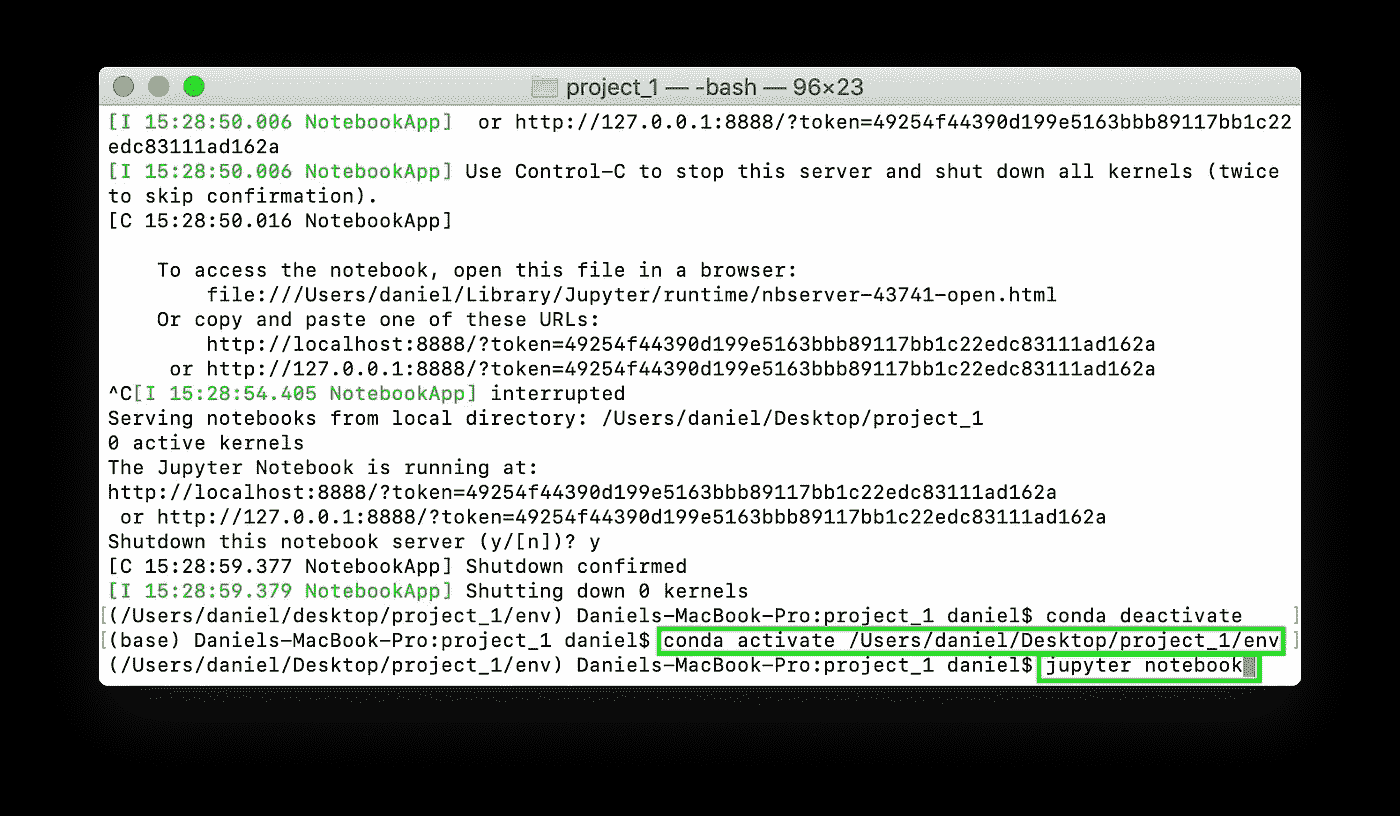 project_1 — -bash — 96×23
[I 15:28:50.006 NotebookApp]  or http://127.0.0.1:8888/?token=49254f44390d199e5163bbb89117bb1c22
edc83111ad162a
[I 15:28:50.006 NotebookApp] Use Control-C to stop this server and shut down all kernels (twice
to skip confirmation).
[C 15:28:50.016 NotebookApp]
To access the notebook, open this file in a browser:
file:///Users/daniel/Library/Jupyter/runtime/nbserver-43741-open.html
Or copy and paste one of these URLs:
http://localhost:8888/?token=49254f44390d199e5163bbb89117bb1c22edc83111ad162a
or http://127.0.0.1:8888/?token=49254f44390d199e5163bbb89117bb1c22edc83111ad162a
^C[I 15:28:54.405 NotebookApp] interrupted
Serving notebooks from local directory: /Users/daniel/Desktop/project_1
0 active kernels
The Jupyter Notebook is running at:
http://localhost:8888/?token=49254f44390d199e5163bbb89117bb1c22edc83111ad162a
or http://127.0.0.1:8888/?token=49254f44390d199e5163bbb89117bb1c22edc83111ad162a
Shutdown this notebook server (y/[n])? y
[C 15:28:59.377 NotebookApp] Shutdown confirmed
[I 15:28:59.379 NotebookApp] Shutting down 0 kernels
[(/Users/daniel/desktop/project_1/env) Daniels-MacBook-Pro:project_1 daniel$ conda deactivate ]
[(base) Daniels-MacBook-Pro:project_1 daniel$ conda activate /Users/daniel/Desktop/project_1/env ]
(/Users/daniel/Desktop/project_1/env) Daniels-MacBook-Pro:project_1 daniel$ jupyter notebook